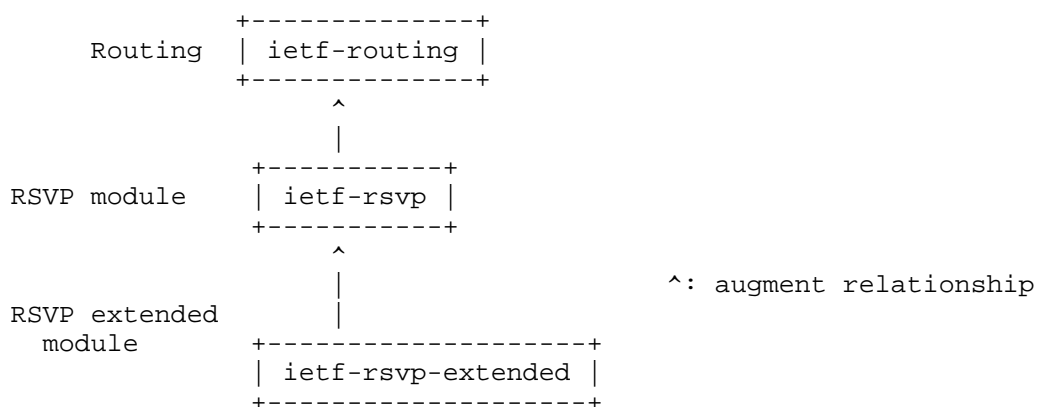 +--------------+
      Routing  | ietf-routing |
               +--------------+
                     ^
                     |
                +-----------+
RSVP module     | ietf-rsvp |
                +-----------+
                     ^
                     |                    ^: augment relationship
RSVP extended        |
  module        +--------------------+
                | ietf-rsvp-extended |
                +--------------------+